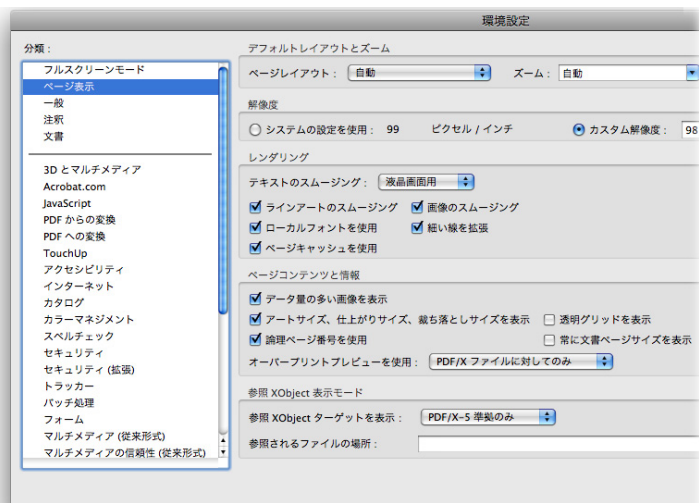 環境設定
分類：
フルスクリーンモード
ページ表示
一般
注釈
文書
3D とマルチメディア
Acrobat.com
JavaScript
PDF からの変換
PDF への変換
TouchUp
アクセシビリティ
インターネット
カタログ
カラーマネジメント
スペルチェック
セキュリティ
セキュリティ (拡張)
トラッカー
バッチ処理
フォーム
マルチメディア (従来形式)
マルチメディアの信頼性 (従来形式)
デフォルトレイアウトとズーム
ページレイアウト： 自動 ズーム： 自動
解像度
システムの設定を使用： 99 ピクセル / インチ カスタム解像度： 98
レンダリング
テキストのスムージング： 液晶画面用
ラインアートのスムージング 画像のスムージング
ローカルフォントを使用 細い線を拡張
ページキャッシュを使用
ページコンテンツと情報
データ量の多い画像を表示
アートサイズ、仕上がりサイズ、裁ち落としサイズを表示 透明グリッドを表示
論理ページ番号を使用 常に文書ページサイズを表示
オーバープリントプレビューを使用： PDF/X ファイルに対してのみ
参照 XObject 表示モード
参照 XObject ターゲットを表示： PDF/X-5 準拠のみ
参照されるファイルの場所：